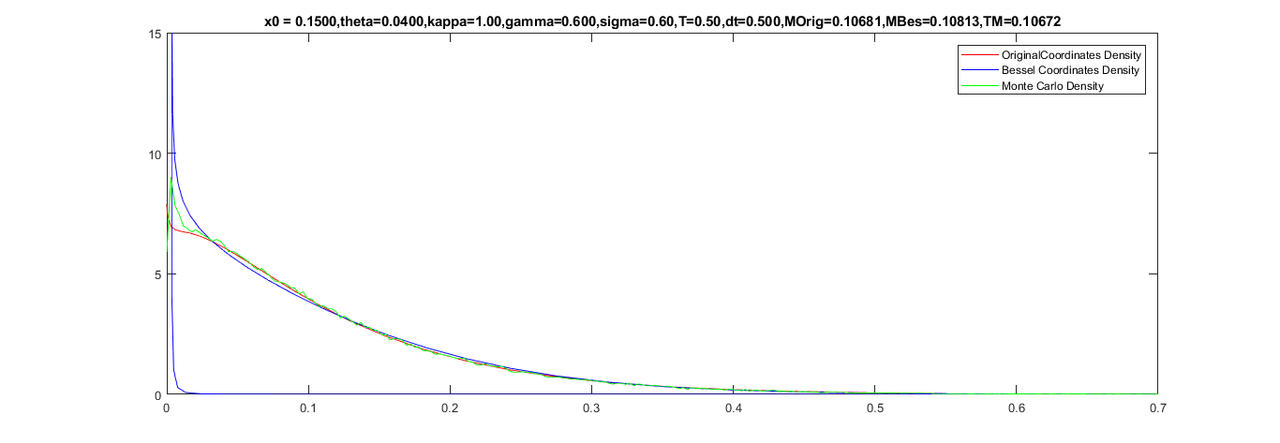 x0 = 0.1500,theta=0.0400,kappa=1.00,gamma=0.600,sigma=0.60,T=0.50,dt=0.500,MOrig=0.10681,MBes=0.10813,TM=0.10672
OriginalCoordinates Density
Bessel Coordinates Density
Monte Carlo Density
15
10
5
0
0 0.1 0.2 0.3 0.4 0.5 0.6 0.7